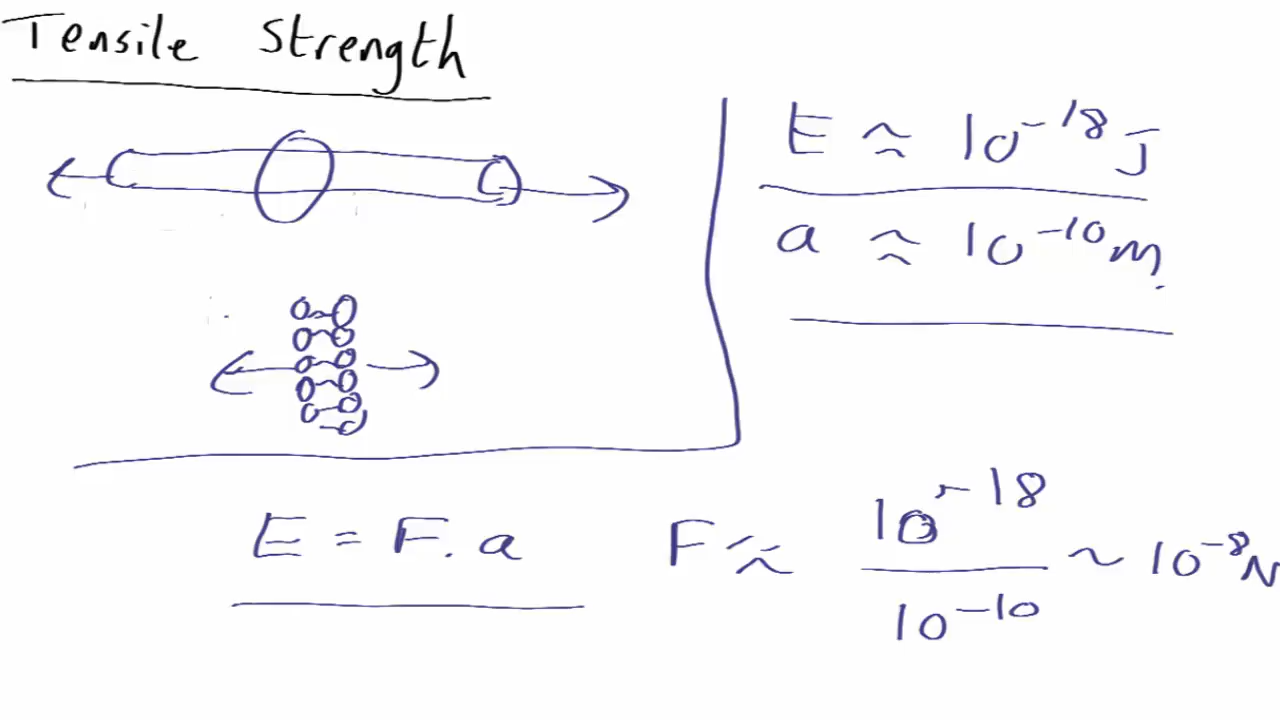 Tensile Strength
E ≈ 10⁻¹⁸ J
a ≈ 10⁻¹⁰ m
E = F. a
F ≈ 10⁻¹⁸ / 10⁻¹⁰ ~ 10⁻⁸ N